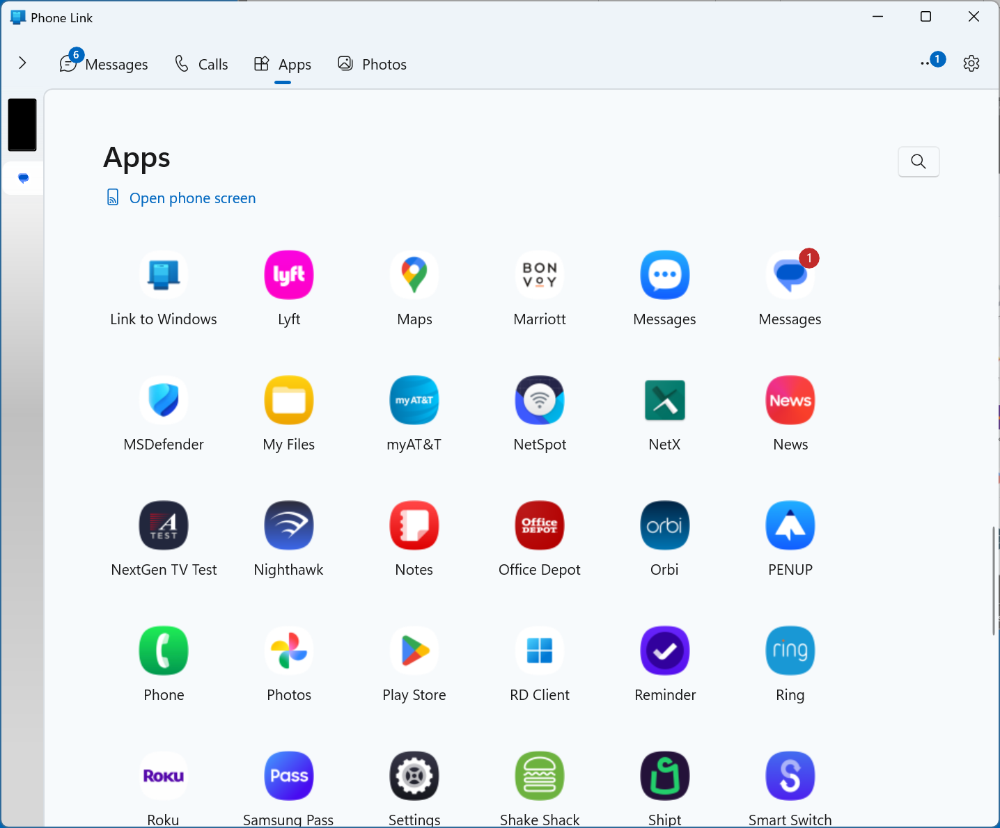 Phone Link
6
Messages
Calls
Apps
Photos
1
Apps
Open phone screen
lyft
BON
VOY
1
Link to Windows
Lyft
Maps
Marriott
Messages
Messages
my AT&T
News
MSDefender
My Files
myAT&T
NetSpot
NetX
News
A
TEST
Office
DEPOT
orbi
NextGen TV Test
Nighthawk
Notes
Office Depot
Orbi
PENUP
ring
Phone
Photos
Play Store
RD Client
Reminder
Ring
Roku
Pass
Roku
Samsung Pass
Settings
Shake Shack
Shipt
Smart Switch